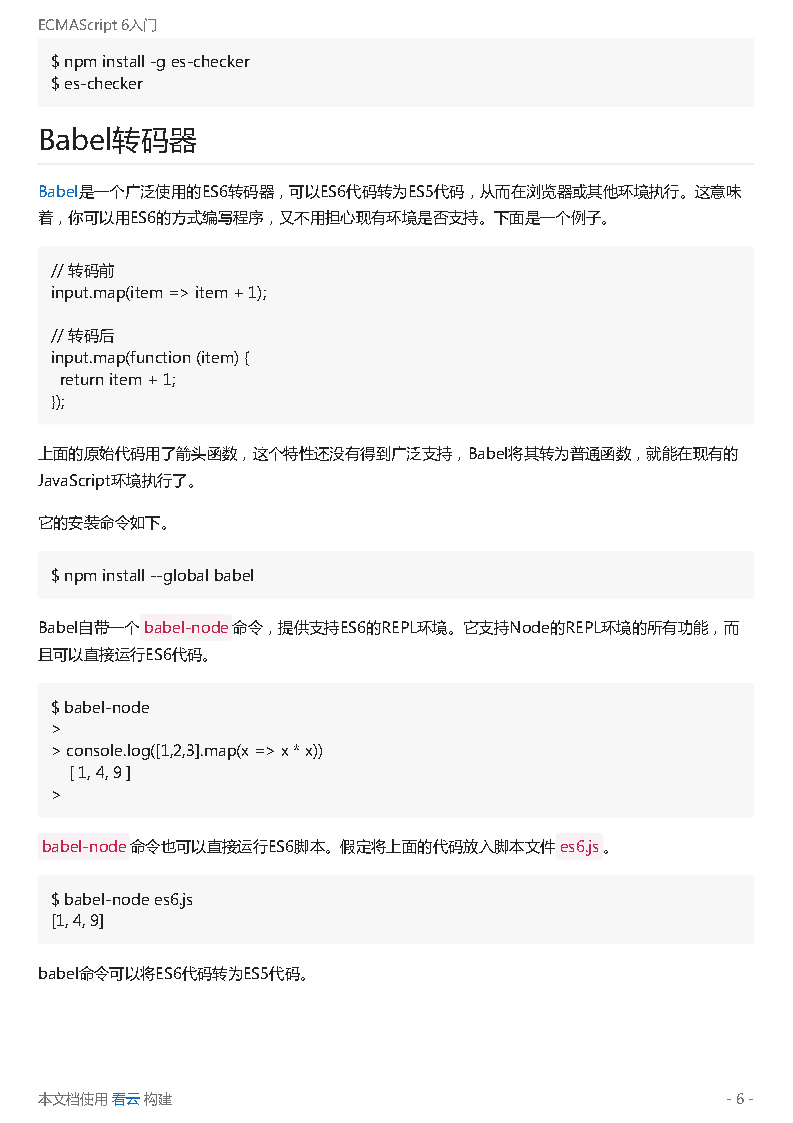 ECMAScript 6入门
$ npm install -g es-checker
$ es-checker
Babel转码器
Babel是一个广泛使用的ES6转码器，可以ES6代码转为ES5代码，从而在浏览器或其他环境执行。这意味
着，你可以用ES6的方式编写程序，又不用担心现有环境是否支持。下面是一个例子。
// 转码前
input.map(item => item + 1);
// 转码后
input.map(function (item) {
  return item + 1;
});
上面的原始代码用了箭头函数，这个特性还没有得到广泛支持，Babel将其转为普通函数，就能在现有的
JavaScript环境执行了。
它的安装命令如下。
$ npm install --global babel
Babel自带一个 babel-node 命令，提供支持ES6的REPL环境。它支持Node的REPL环境的所有功能，而
且可以直接运行ES6代码。
$ babel-node
>
> console.log([1,2,3].map(x => x * x))
    [ 1, 4, 9 ]
>
babel-node 命令也可以直接运行ES6脚本。假定将上面的代码放入脚本文件 es6.js 。
$ babel-node es6.js
[1, 4, 9]
babel命令可以将ES6代码转为ES5代码。
本文档使用 看云 构建
- 6 -